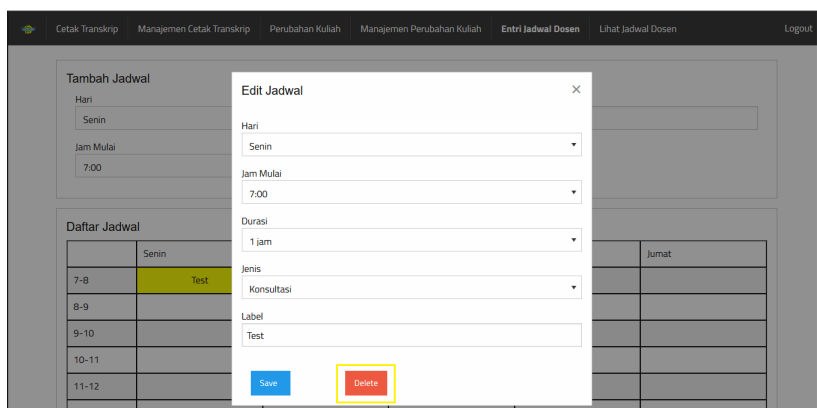 Cetak Transkrip Manajemen Cetak Transkrip Perubahan Kuliah Manajemen Perubahan Kuliah Entri Jadwal Dosen Lihat Jadwal Dosen Logout
Tambah Jadwal
Hari
Senin
Jam Mulai
7:00
Edit Jadwal ×
Hari
Senin
Jam Mulai
7:00
Durasi
1 jam
Jenis
Konsultasi
Label
Test
Save Delete
Daftar Jadwal
Senin Jumat
7-8 Test
8-9
9-10
10-11
11-12